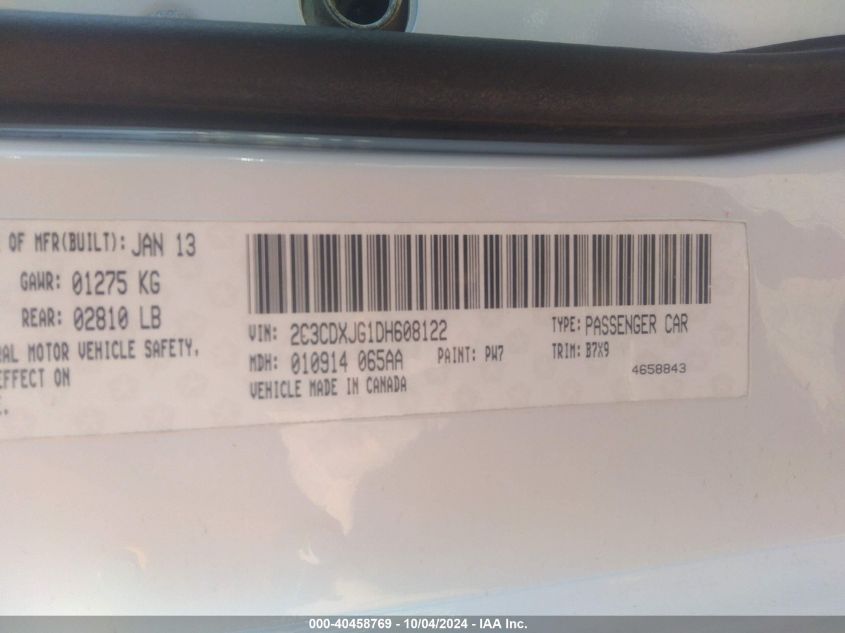 OF MFR(BUILT): JAN 13
GAWR: 01275 KG
REAR: 02810 LB
RAL MOTOR VEHICLE SAFETY,
EFFECT ON
E.
VIN: 2C3CDXJG1DH608122
TYPE: PASSENGER CAR
MDH: 010914 065AA PAINT: PW7
TRIM: B7X9
VEHICLE MADE IN CANADA
4658843
000-40458769 - 10/04/2024 - IAA Inc.